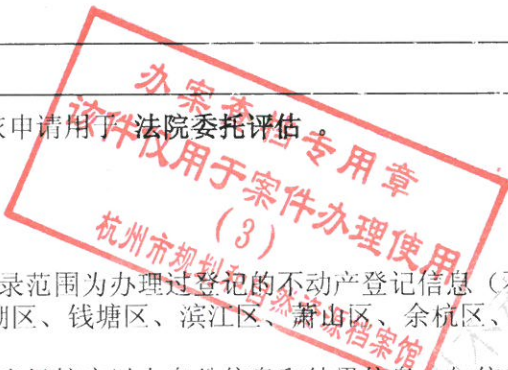 申请用于 法院委托评估 。
办案查档专用章
该件仅用于案件办理使用
(3)
杭州市规划和自然资源档案馆
录范围为办理过登记的不动产登记信息（
湖区、钱塘区、滨江区、萧山区、余杭区、